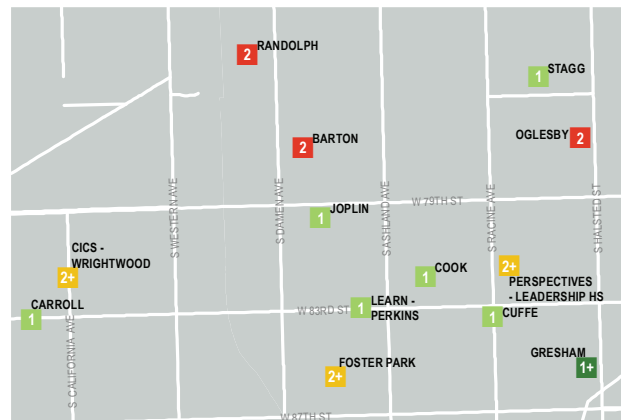 RANDOLPH
2
STAGG
1
BARTON
2
OGLESBY
2
S WESTERN AVE
S DAMEN AVE
S ASHLAND AVE
S RACINE AVE
S HALSTED ST
W 79TH ST
JOPLIN
1
CICS -
WRIGHTWOOD
2+
COOK
1
2+
PERSPECTIVES
- LEADERSHIP HS
CARROLL
1
S CALIFORNIA AVE
W 83RD ST
1
LEARN -
PERKINS
1
CUFFE
FOSTER PARK
2+
GRESHAM
1+
W 87TH ST